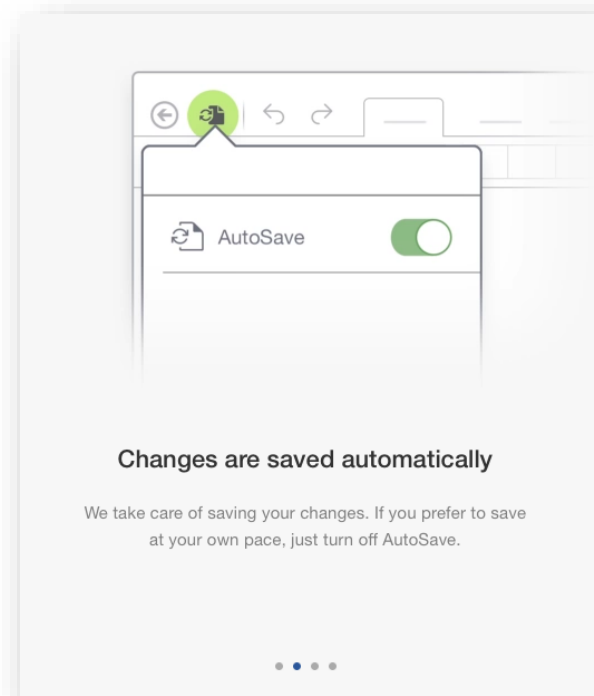 AutoSave
Changes are saved automatically
We take care of saving your changes. If you prefer to save
at your own pace, just turn off AutoSave.